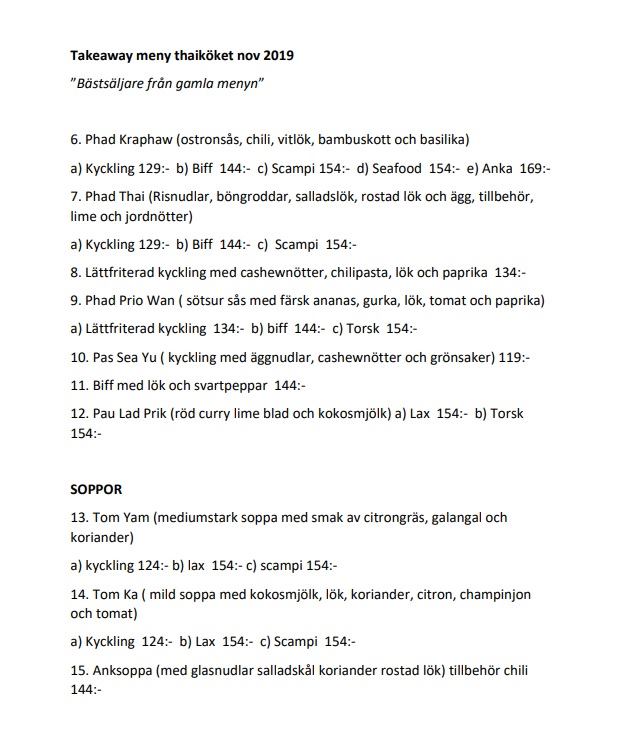 Takeaway meny thaiköket nov 2019
"Bästsäljare från gamla menyn"
6. Phad Kraphaw (ostronsås, chili, vitlök, bambuskott och basilika)
a) Kyckling 129:- b) Biff 144:- c) Scampi 154:- d) Seafood 154:- e) Anka 169:-
7. Phad Thai (Risnudlar, böngroddar, salladslök, rostad lök och ägg, tillbehör,
lime och jordnötter)
a) Kyckling 129:- b) Biff 144:- c) Scampi 154:-
8. Lättfriterad kyckling med cashewnötter, chilipasta, lök och paprika 134:-
9. Phad Prio Wan ( sötsur sås med färsk ananas, gurka, lök, tomat och paprika)
a) Lättfriterad kyckling 134:- b) biff 144:- c) Torsk 154:-
10. Pas Sea Yu ( kyckling med äggnudlar, cashewnötter och grönsaker) 119:-
11. Biff med lök och svartpeppar 144:-
12. Pau Lad Prik (röd curry lime blad och kokosmjölk) a) Lax 154:- b) Torsk
154:-
SOPPOR
13. Tom Yam (mediumstark soppa med smak av citrongräs, galangal och
koriander)
a) kyckling 124:- b) lax 154:- c) scampi 154:-
14. Tom Ka ( mild soppa med kokosmjölk, lök, koriander, citron, champinjon
och tomat)
a) Kyckling 124:- b) Lax 154:- c) Scampi 154:-
15. Anksoppa (med glasnudlar salladskål koriander rostad lök) tillbehör chili
144:-